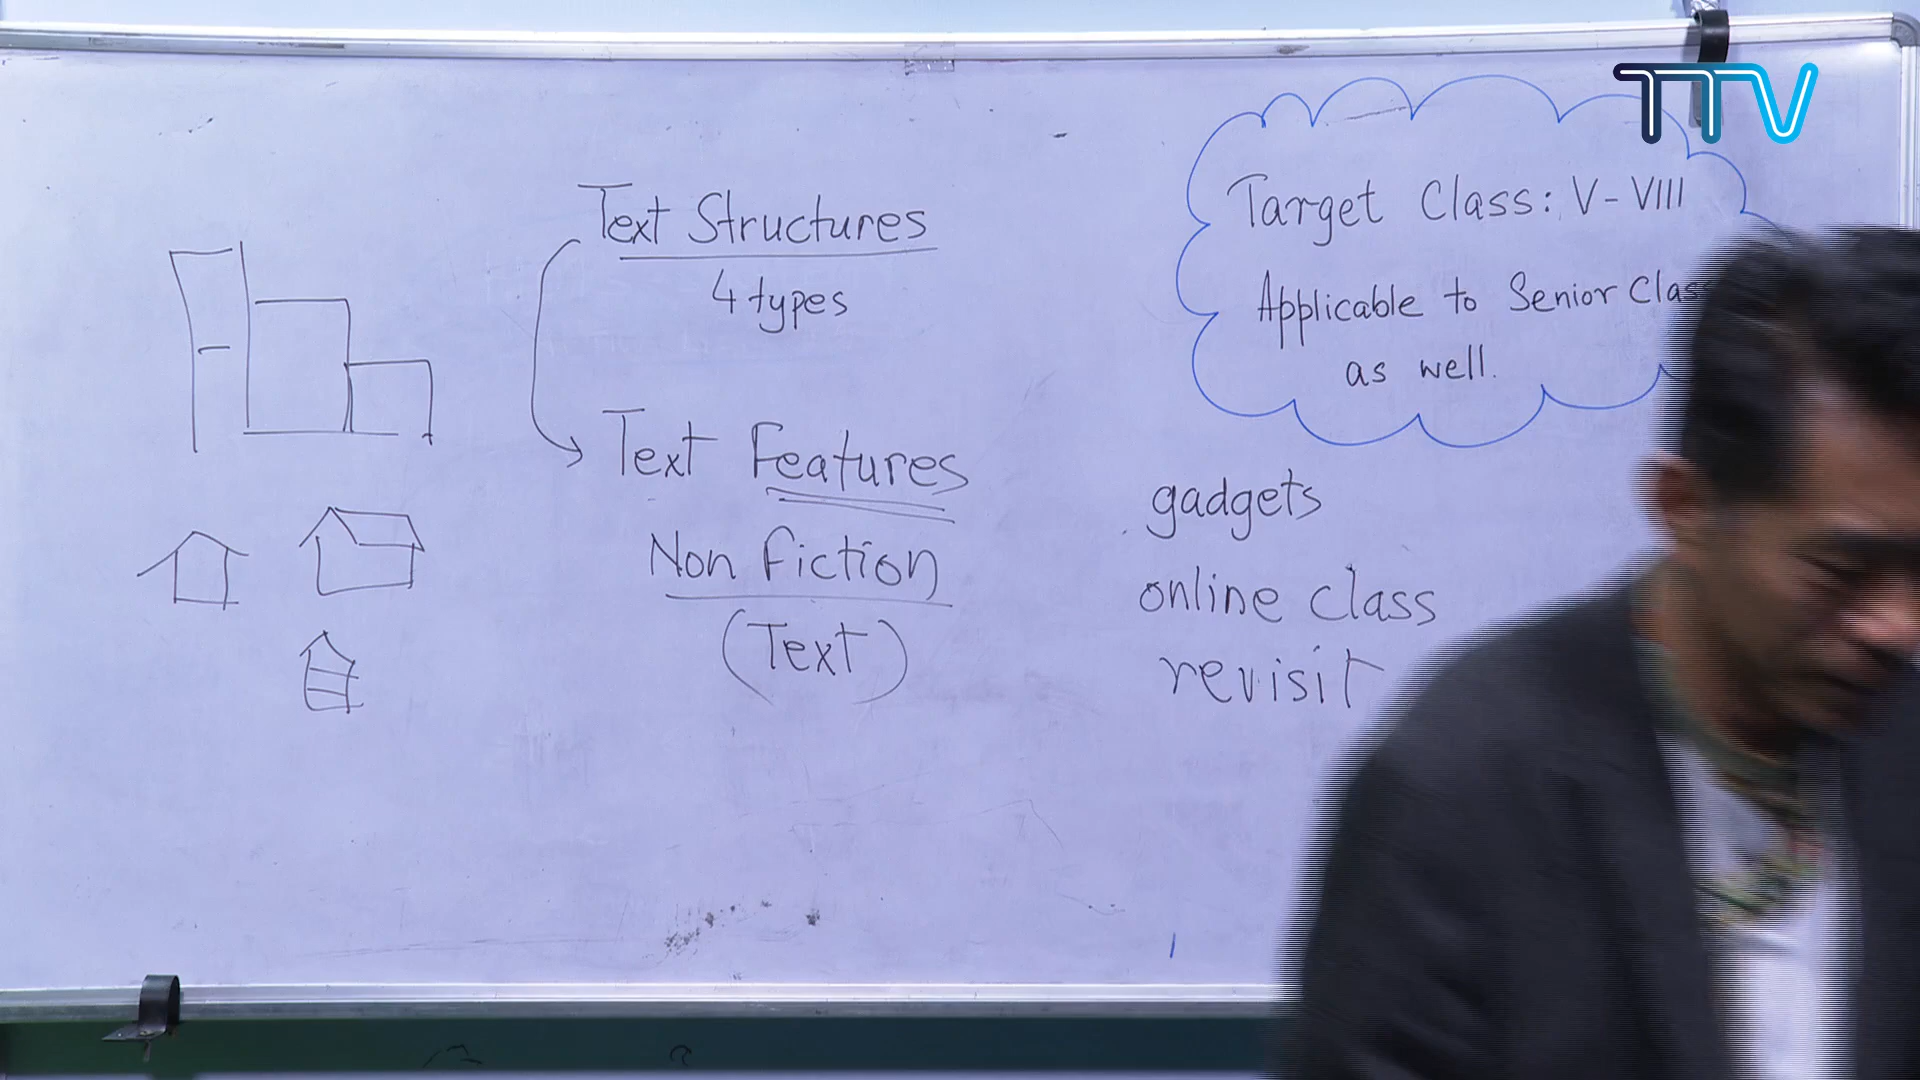 TTV
Text Structures
4 types
Text Features
Non Fiction
(Text)
Target Class: V-VIII
Applicable to Senior
as well.
gadgets
online class
revisit